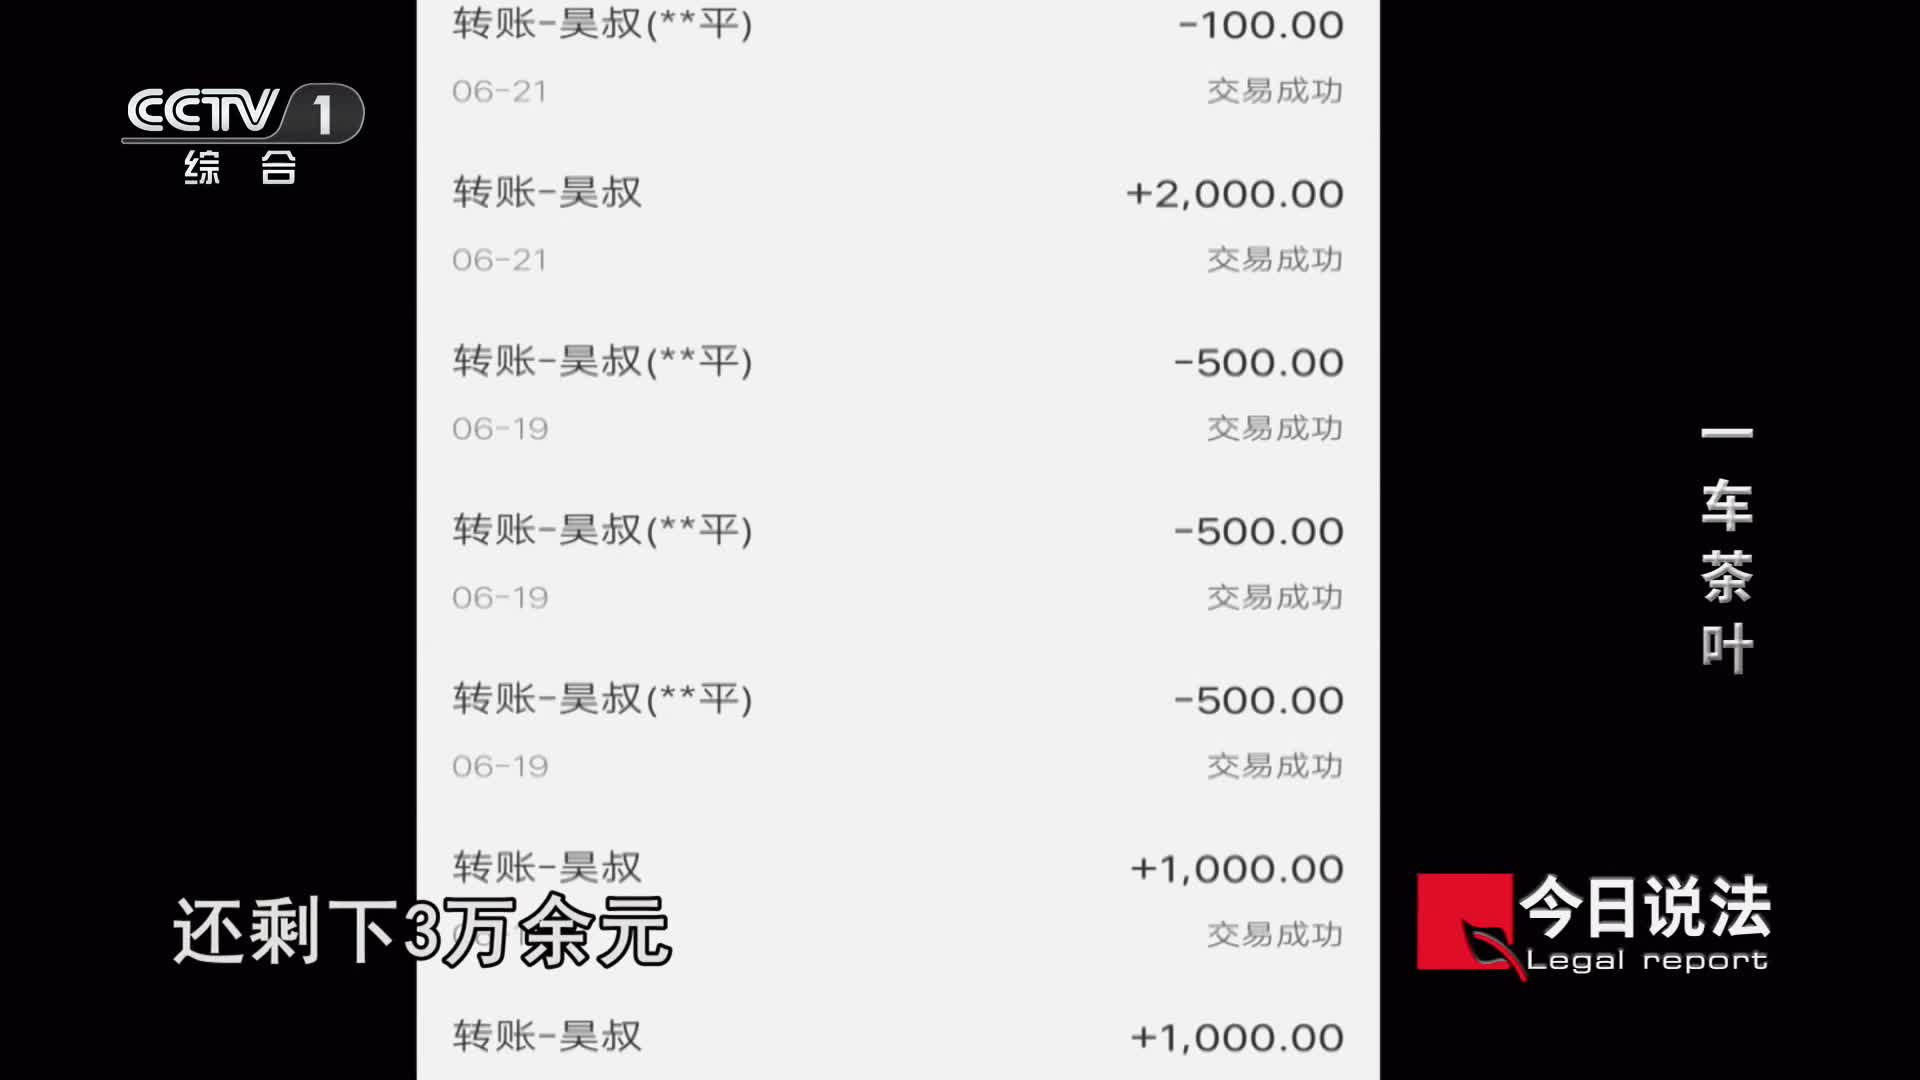 转账-昊叔(**平) -100.00
06-21 交易成功
CCTV 1
综 合
转账-昊叔 +2,000.00
06-21 交易成功
转账-昊叔(**平) -500.00
06-19 交易成功
转账-昊叔(**平) -500.00
06-19 交易成功
转账-昊叔(**平) -500.00
06-19 交易成功
转账-昊叔 +1,000.00
交易成功
转账-昊叔 +1,000.00
一车茶叶
还剩下3万余元
今日说法
Legal report